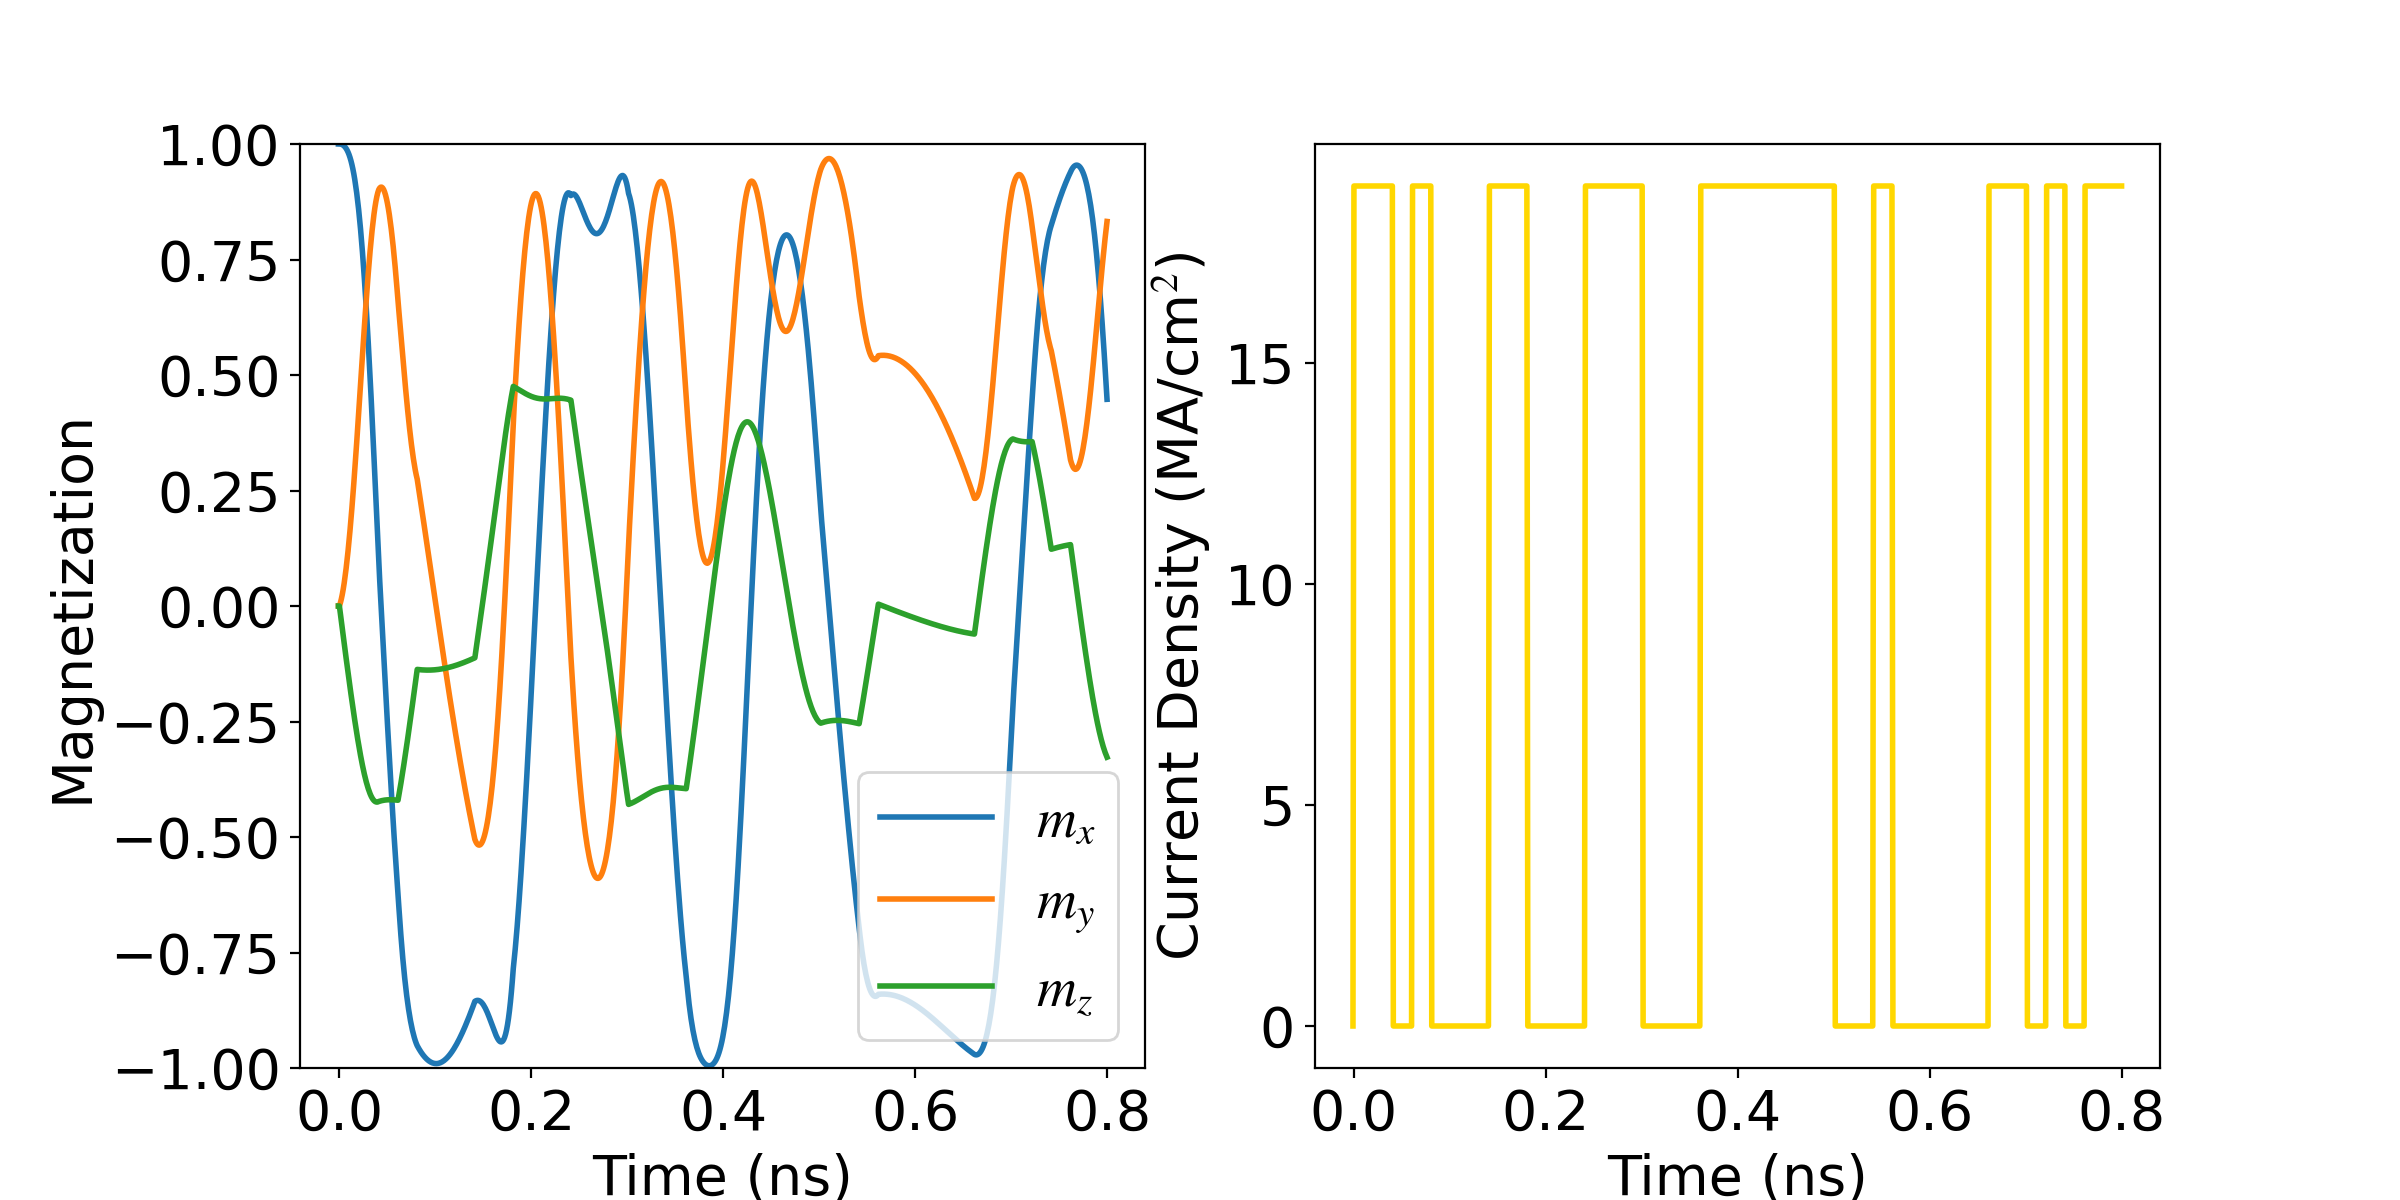 1.00
0.75
0.50
0.25
0.00
−0.25
−0.50
−0.75
−1.00
Magnetization
0.0 0.2 0.4 0.6 0.8
Time (ns)
m_x
m_y
m_z
Current Density (MA/cm²)
15
10
5
0
0.0 0.2 0.4 0.6 0.8
Time (ns)